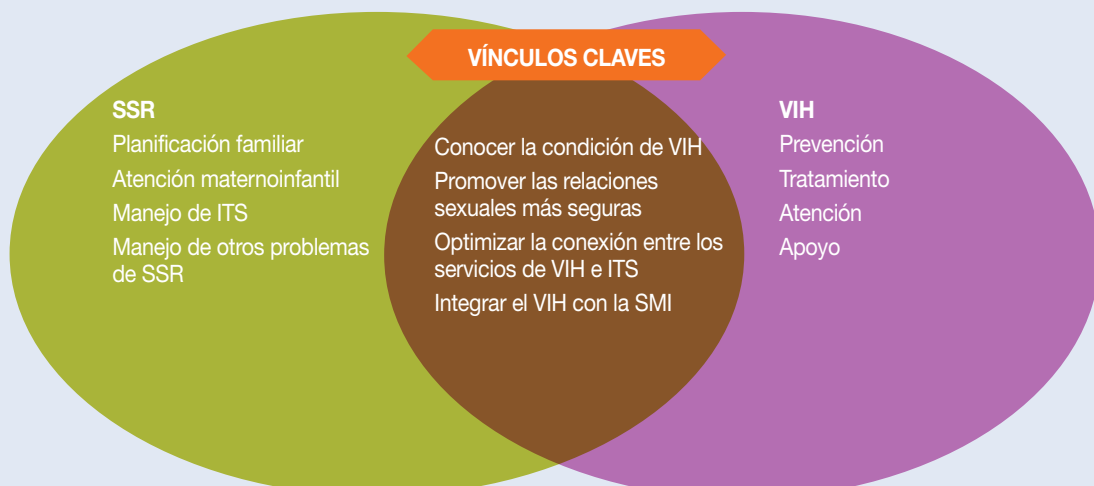 VÍNCULOS CLAVES
SSR
Planificación familiar
Atención maternoinfantil
Manejo de ITS
Manejo de otros problemas
de SSR
Conocer la condición de VIH
Promover las relaciones
sexuales más seguras
Optimizar la conexión entre los
servicios de VIH e ITS
Integrar el VIH con la SMI
VIH
Prevención
Tratamiento
Atención
Apoyo